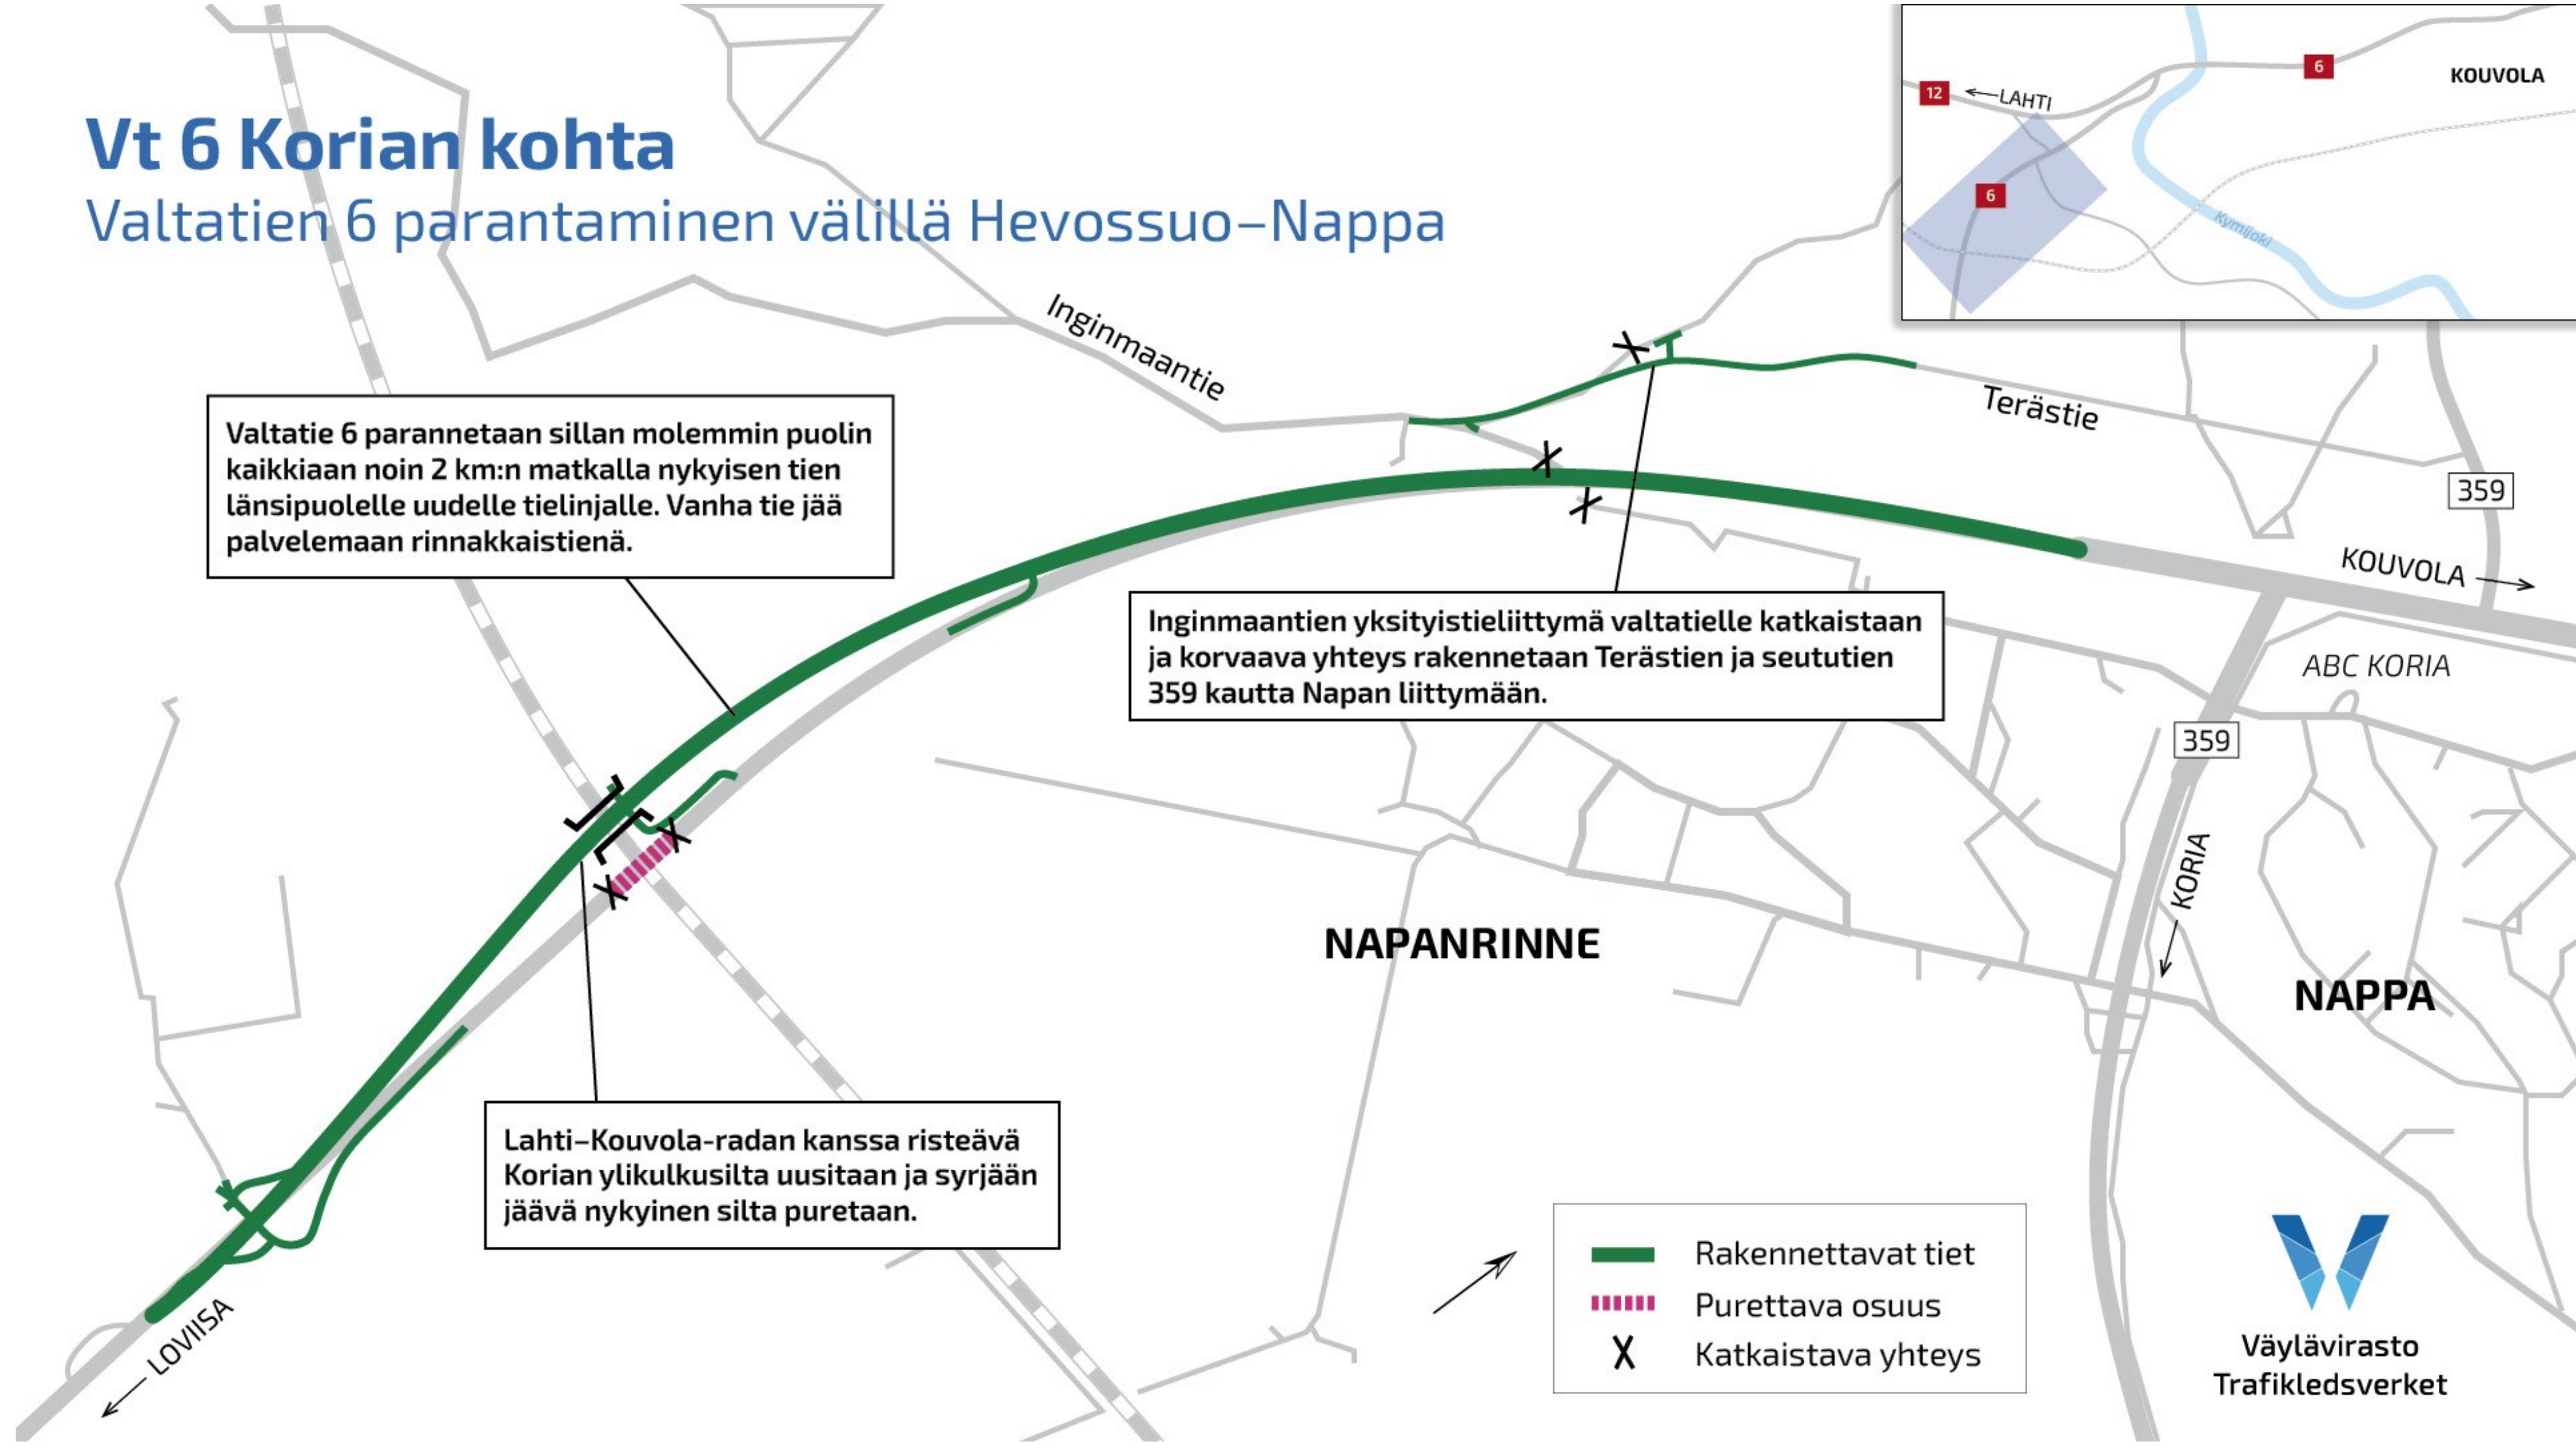 Vt 6 Korian kohta
Valtatien 6 parantaminen välillä Hevossuo–Nappa
12
LAHTI
6
KOUVOLA
6
Kymijoki
Inginmaantie
Terästie
Valtatie 6 parannetaan sillan molemmin puolin
kaikkiaan noin 2 km:n matkalla nykyisen tien
länsipuolelle uudelle tielinjalle. Vanha tie jää
palvelemaan rinnakkaistienä.
359
KOUVOLA
Inginmaantien yksityistieliittymä valtatielle katkaistaan
ja korvaava yhteys rakennetaan Terästien ja seututien
359 kautta Napan liittymään.
ABC KORIA
359
KORIA
NAPANRINNE
NAPPA
Lahti–Kouvola-radan kanssa risteävä
Korian ylikulkusilta uusitaan ja syrjään
jäävä nykyinen silta puretaan.
LOVIISA
Rakennettavat tiet
Purettava osuus
Katkaistava yhteys
Väylävirasto
Trafikledsverket